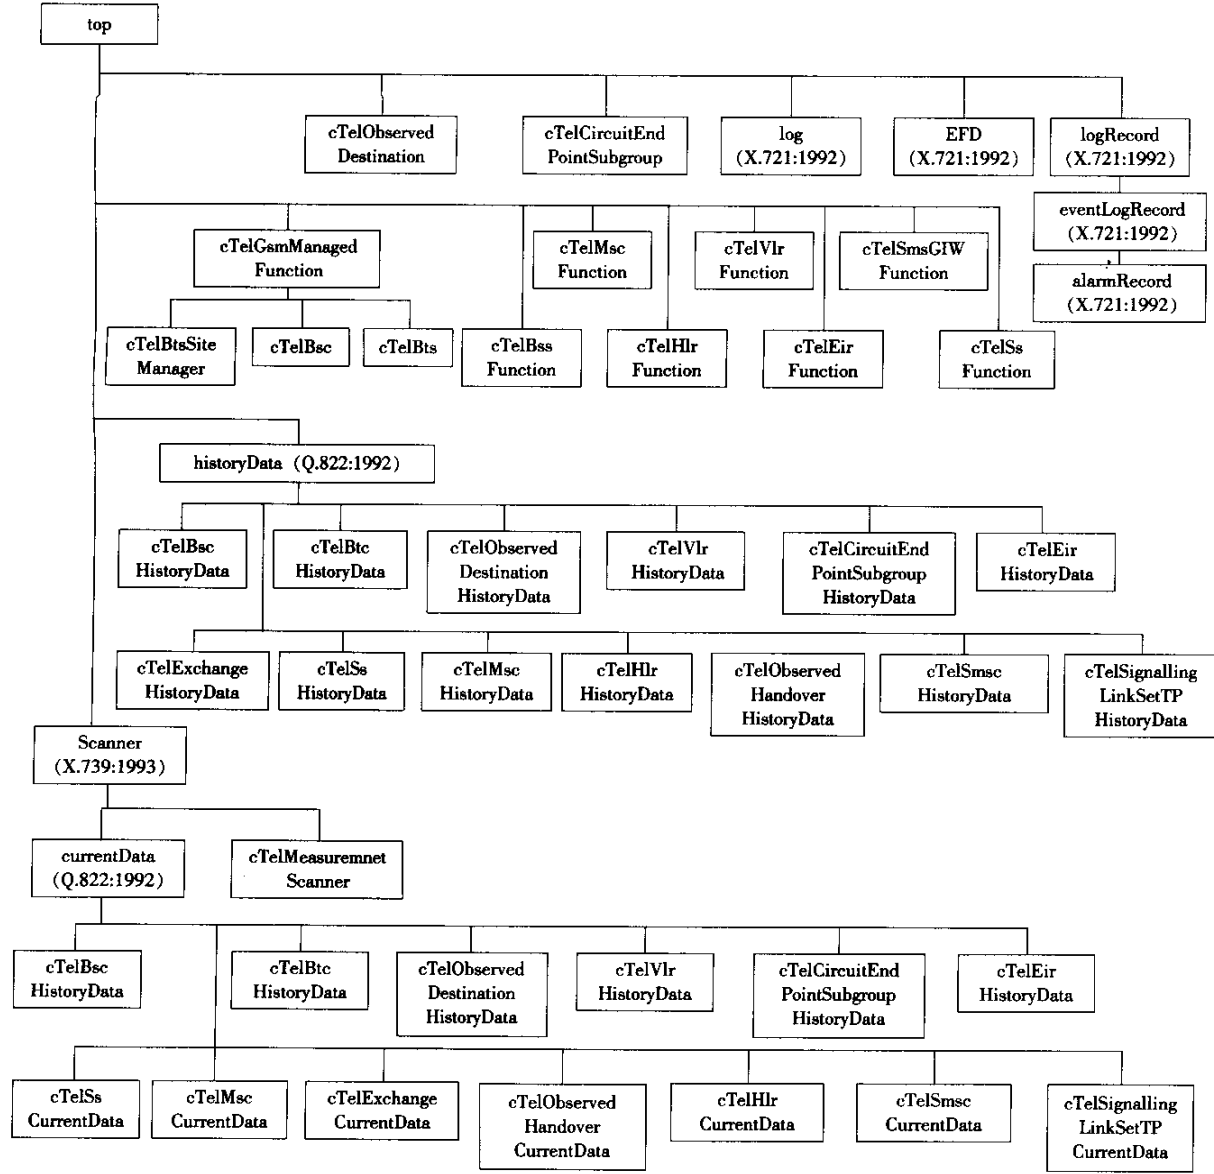 top
cTelObserved
Destination
cTelCircuitEnd
PointSubgroup
log
(X.721:1992)
EFD
(X.721:1992)
logRecord
(X.721:1992)
eventLogRecord
(X.721:1992)
alarmRecord
(X.721:1992)
cTelGsmManaged
Function
cTelMsc
Function
cTelVlr
Function
cTelSmsGIW
Function
cTelBtsSite
Manager
cTelBsc
cTelBts
cTelBss
Function
cTelHlr
Function
cTelEir
Function
cTelSs
Function
historyData (Q.822:1992)
cTelBsc
HistoryData
cTelBtc
HistoryData
cTelObserved
Destination
HistoryData
cTelVlr
HistoryData
cTelCircuitEnd
PointSubgroup
HistoryData
cTelEir
HistoryData
cTelExchange
HistoryData
cTelSs
HistoryData
cTelMsc
HistoryData
cTelHlr
HistoryData
cTelObserved
Handover
HistoryData
cTelSmsc
HistoryData
cTelSignalling
LinkSetTP
HistoryData
Scanner
(X.739:1993)
currentData
(Q.822:1992)
cTelMeasuremnet
Scanner
cTelBsc
HistoryData
cTelBtc
HistoryData
cTelObserved
Destination
HistoryData
cTelVlr
HistoryData
cTelCircuitEnd
PointSubgroup
HistoryData
cTelEir
HistoryData
cTelSs
CurrentData
cTelMsc
CurrentData
cTelExchange
CurrentData
cTelObserved
Handover
CurrentData
cTelHlr
CurrentData
cTelSmsc
CurrentData
cTelSignalling
LinkSetTP
CurrentData